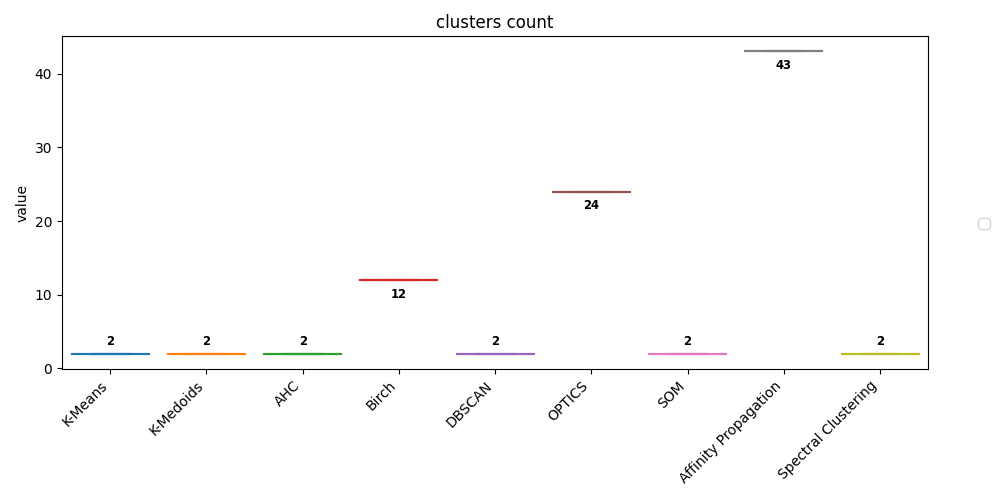 clusters count
value
40
30
20
10
0
43
24
12
2
2
2
2
2
2
K-Means
K-Medoids
AHC
Birch
DBSCAN
OPTICS
SOM
Affinity Propagation
Spectral Clustering